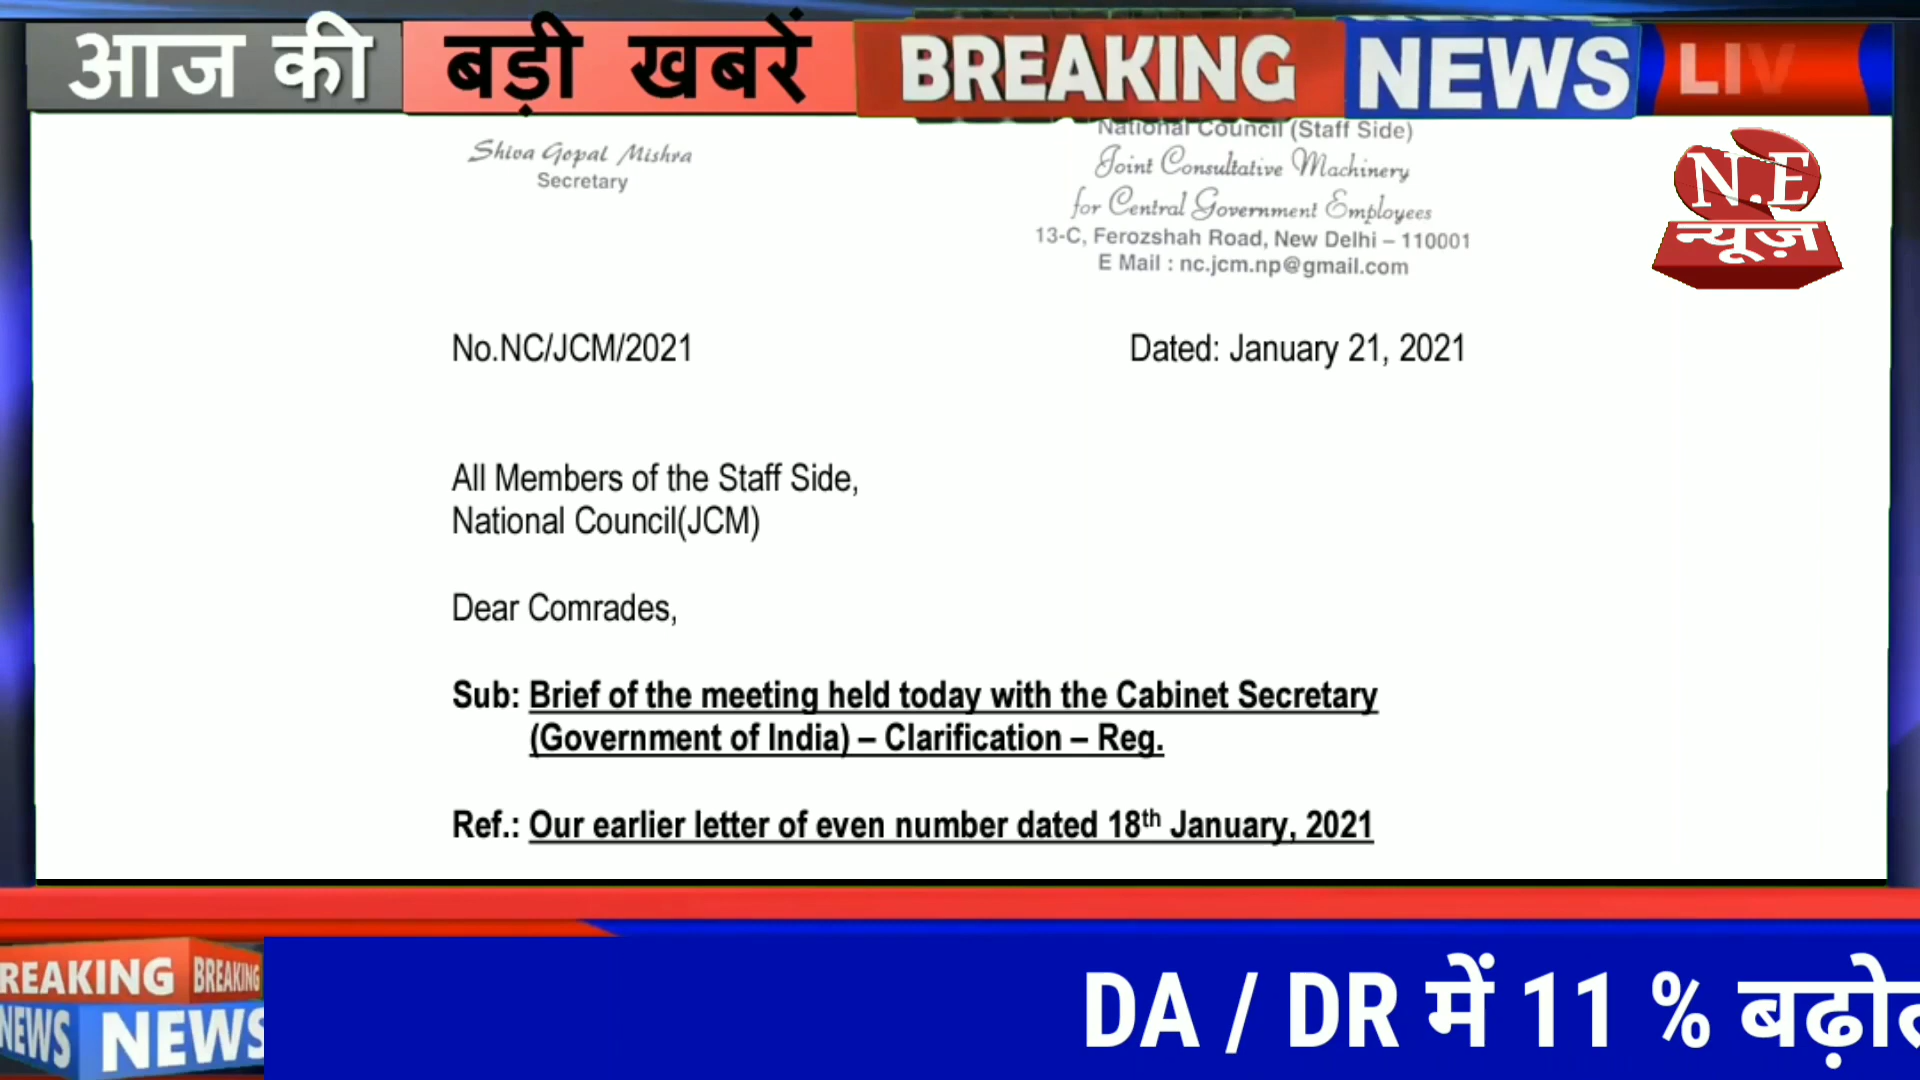 आज की बड़ी खबरें BREAKING NEWS LIV
Shiva Gopal Mishra
Secretary
National Council (Staff Side)
Joint Consultative Machinery
for Central Government Employees
13-C, Ferozshah Road, New Delhi – 110001
E Mail : nc.jcm.np@gmail.com
N.E
न्यूज़
No.NC/JCM/2021
Dated: January 21, 2021
All Members of the Staff Side,
National Council(JCM)
Dear Comrades,
Sub: Brief of the meeting held today with the Cabinet Secretary
(Government of India) – Clarification – Reg.
Ref.: Our earlier letter of even number dated 18th January, 2021
REAKING BREAKING
NEWS NEWS
DA / DR में 11 %